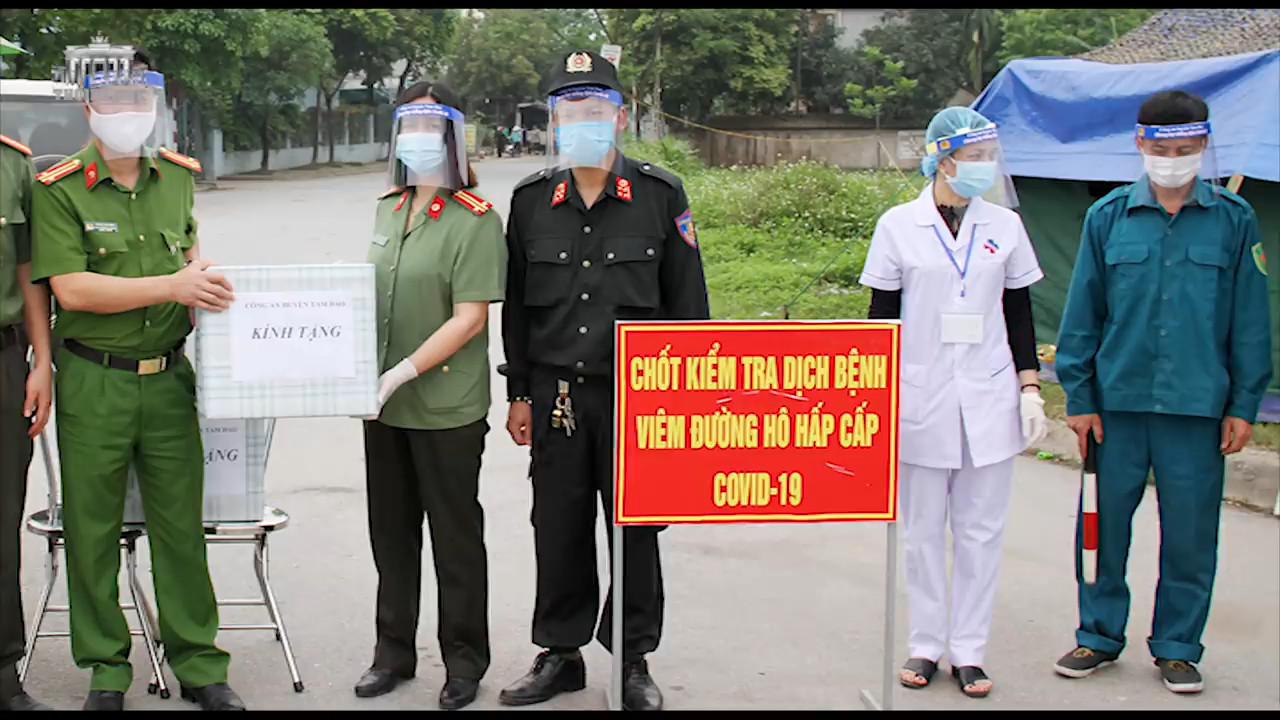 CÔNG AN HUYỆN TAM ĐẢO
KÍNH TẶNG
TẶNG
CHỐT KIỂM TRA DỊCH BỆNH
VIÊM ĐƯỜNG HÔ HẤP CẤP
COVID-19